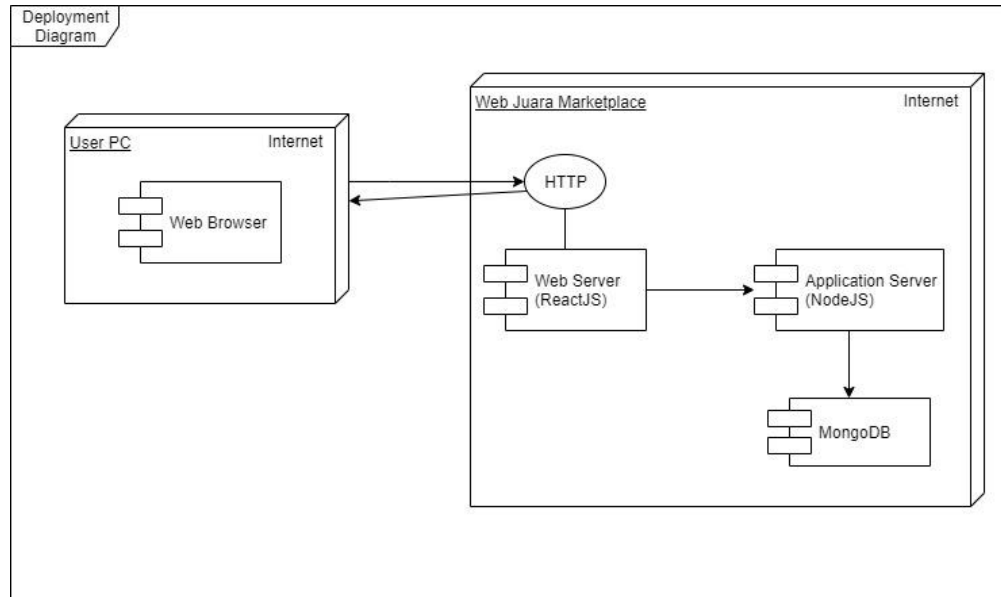 Deployment
Diagram
User PC
Internet
Web Browser
Web Juara Marketplace
Internet
HTTP
Web Server
(ReactJS)
Application Server
(NodeJS)
MongoDB